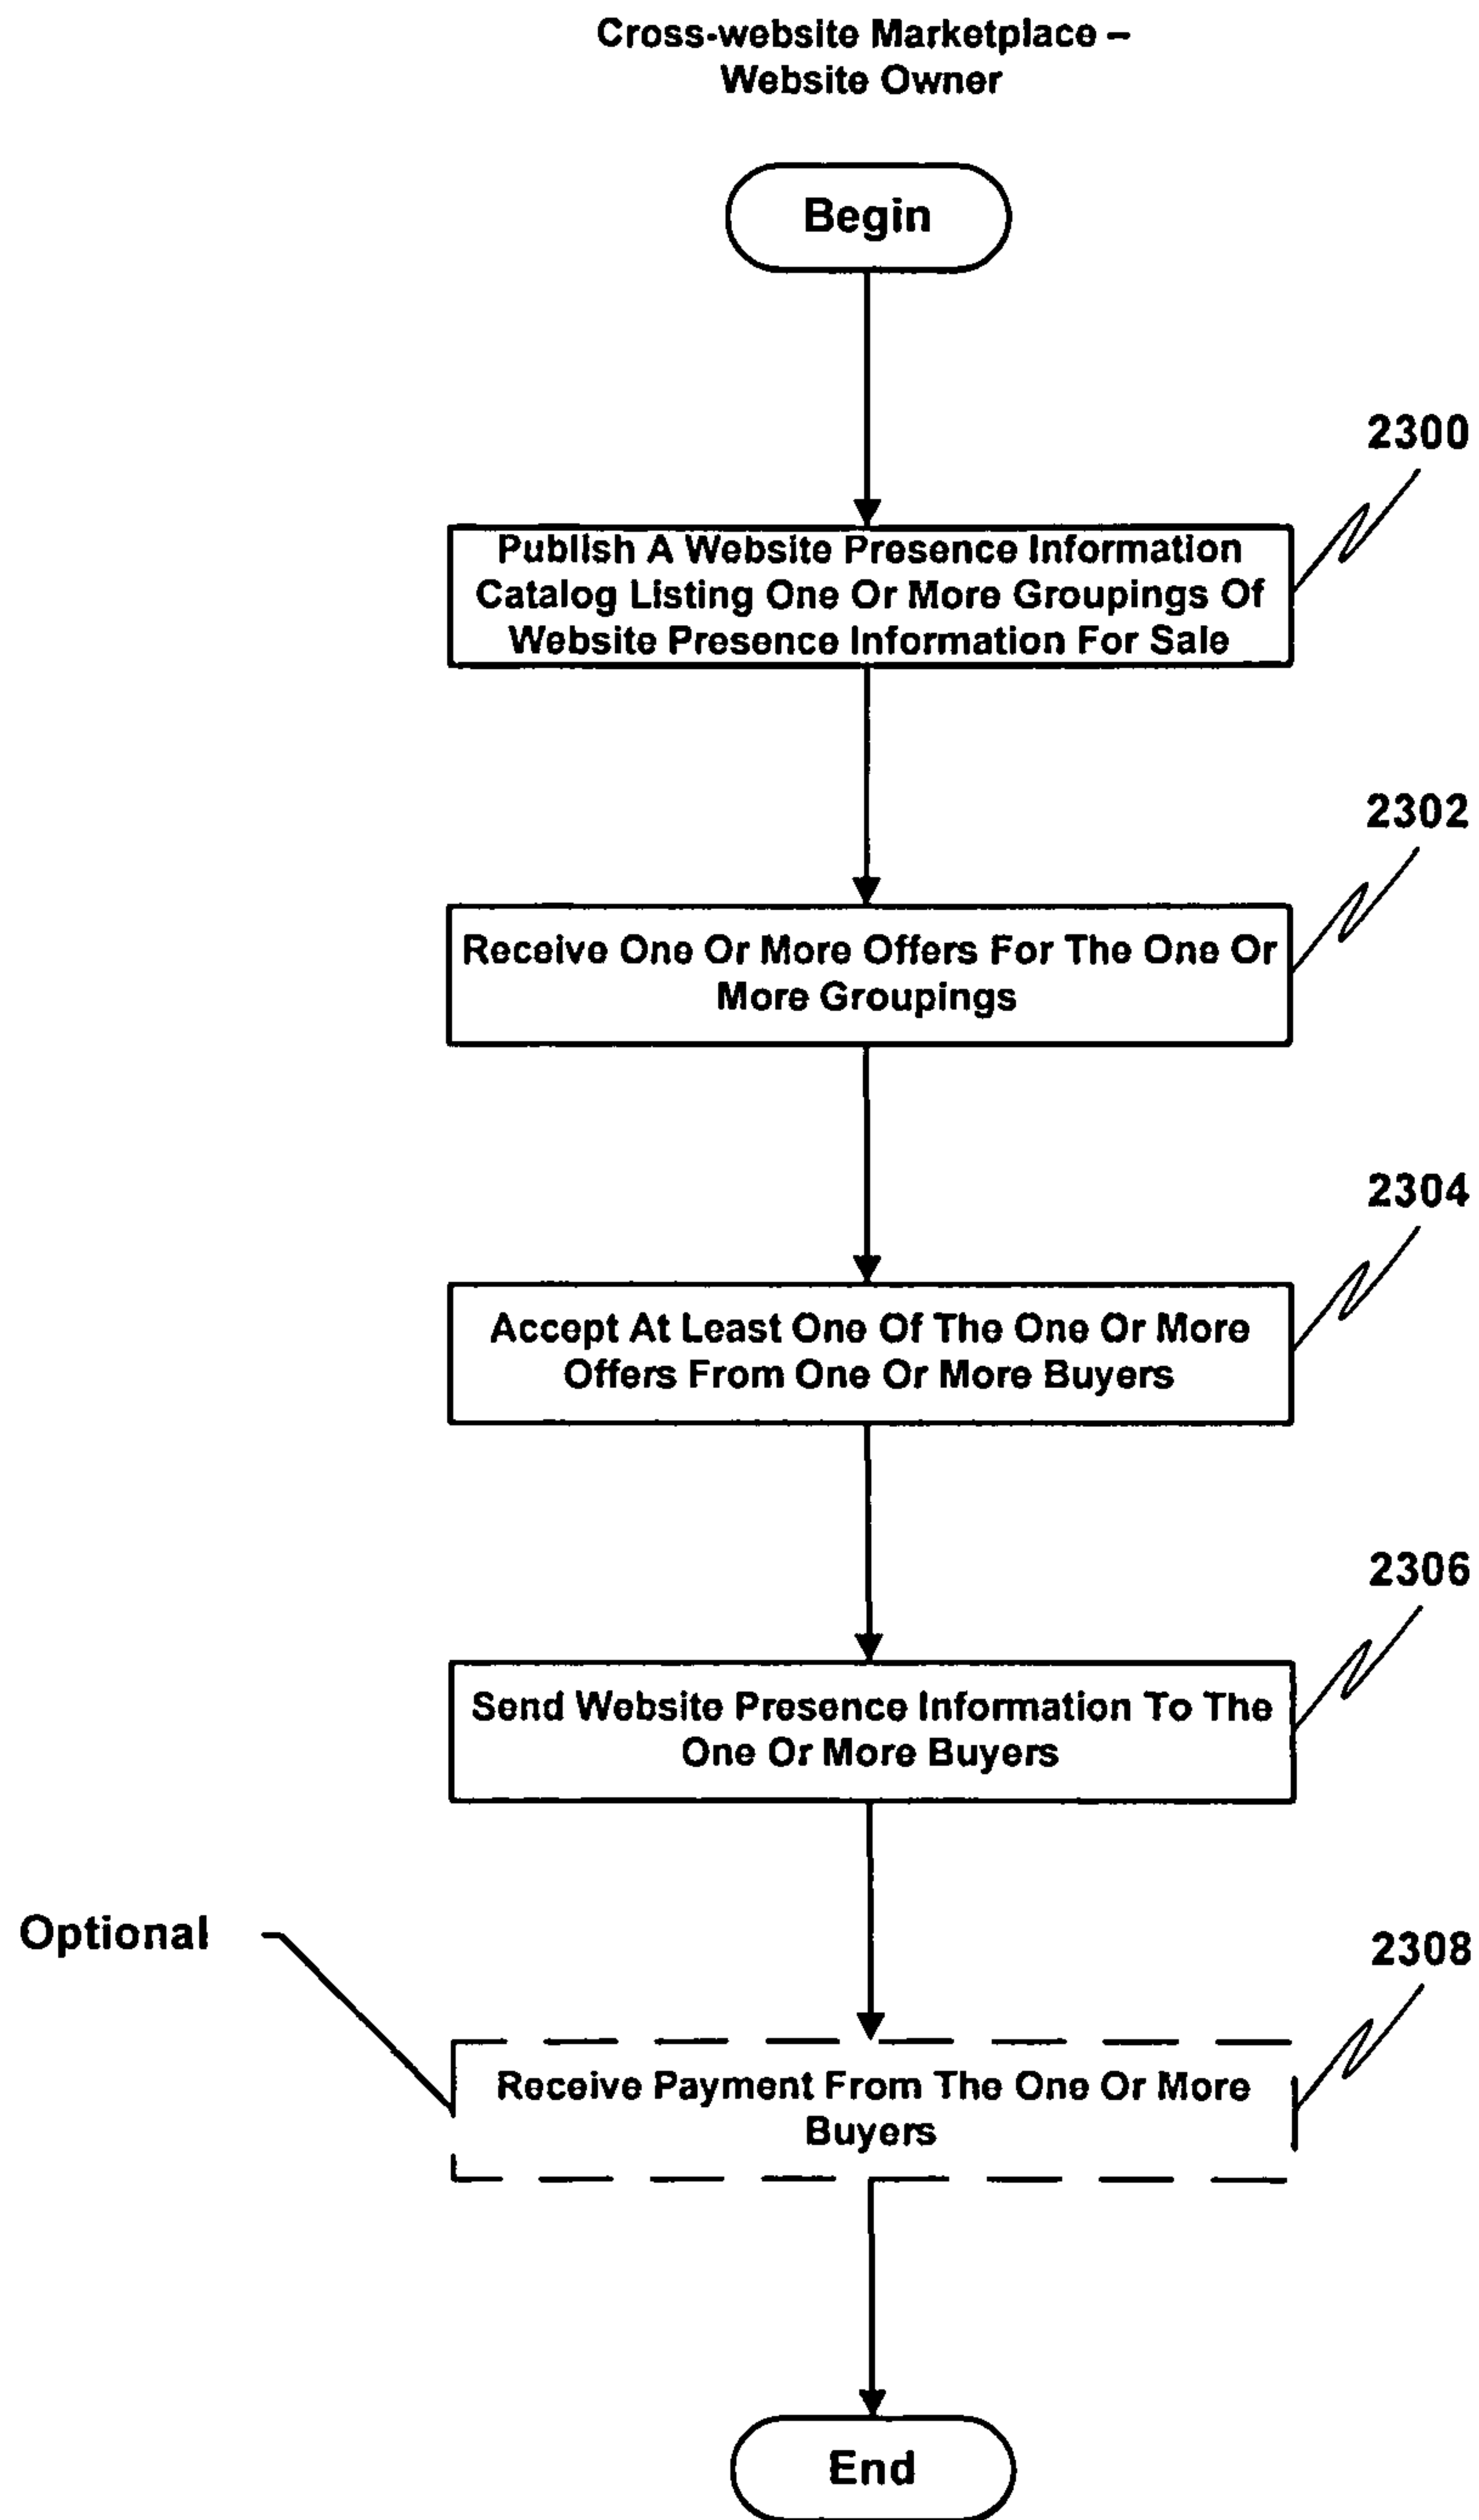 Cross-website Marketplace –
Website Owner
Begin
2300
Publish A Website Presence Information
Catalog Listing One Or More Groupings Of
Website Presence Information For Sale
2302
Receive One Or More Offers For The One Or
More Groupings
2304
Accept At Least One Of The One Or More
Offers From One Or More Buyers
2306
Send Website Presence Information To The
One Or More Buyers
Optional
2308
Receive Payment From The One Or More
Buyers
End